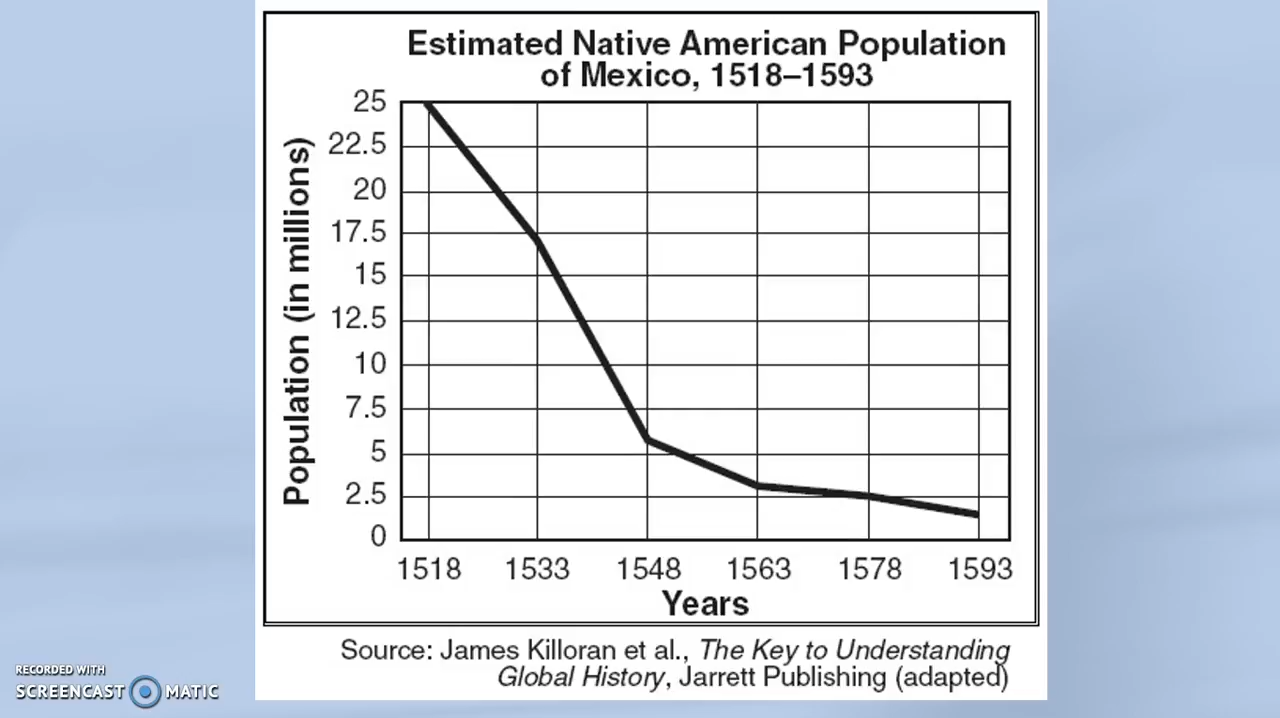 Estimated Native American Population
of Mexico, 1518–1593
Population (in millions)
25
22.5
20
17.5
15
12.5
10
7.5
5
2.5
0
1518 1533 1548 1563 1578 1593
Years
Source: James Killoran et al., The Key to Understanding
Global History, Jarrett Publishing (adapted)
RECORDED WITH
SCREENCAST MATIC